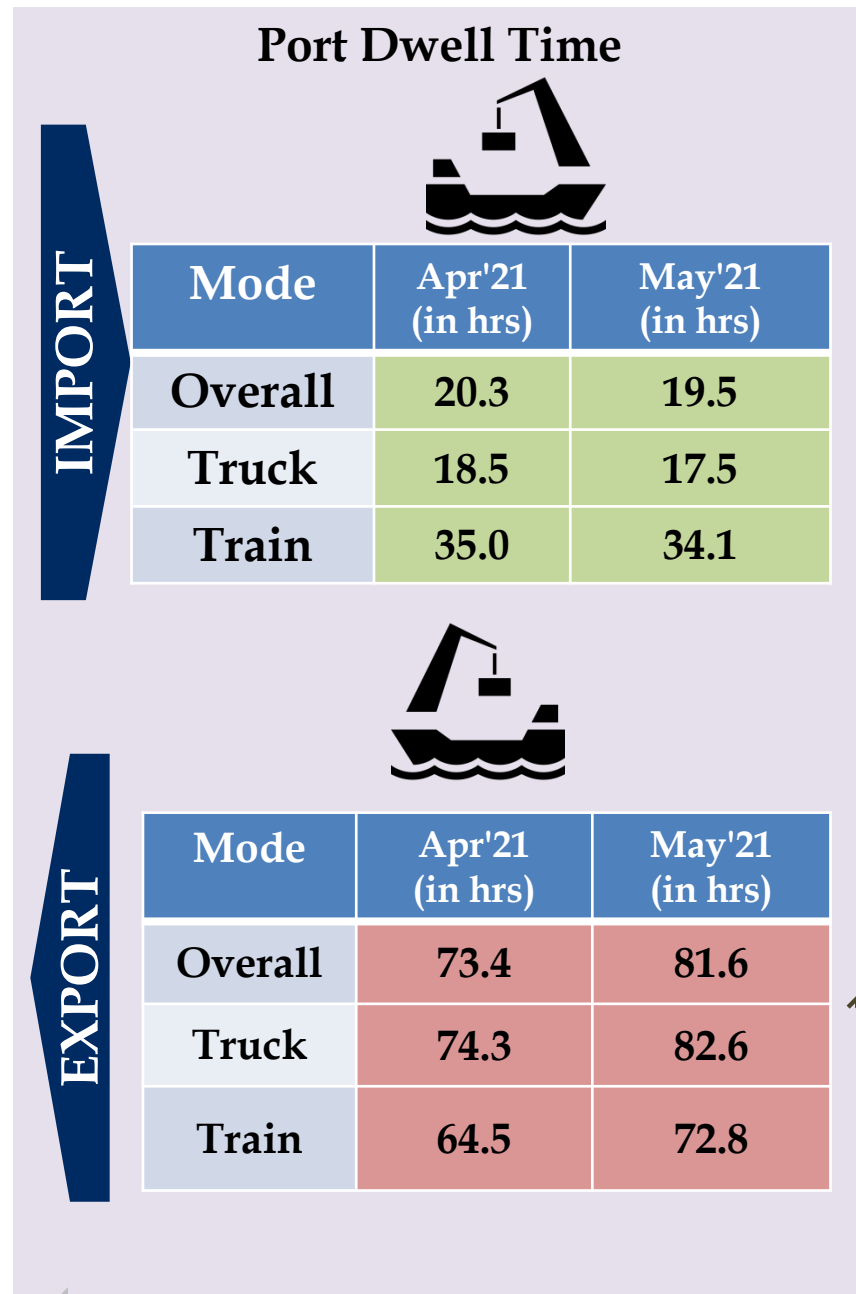 Port Dwell Time
IMPORT
Mode Apr'21 May'21
(in hrs) (in hrs)
Overall 20.3 19.5
Truck 18.5 17.5
Train 35.0 34.1
EXPORT
Mode Apr'21 May'21
(in hrs) (in hrs)
Overall 73.4 81.6
Truck 74.3 82.6
Train 64.5 72.8